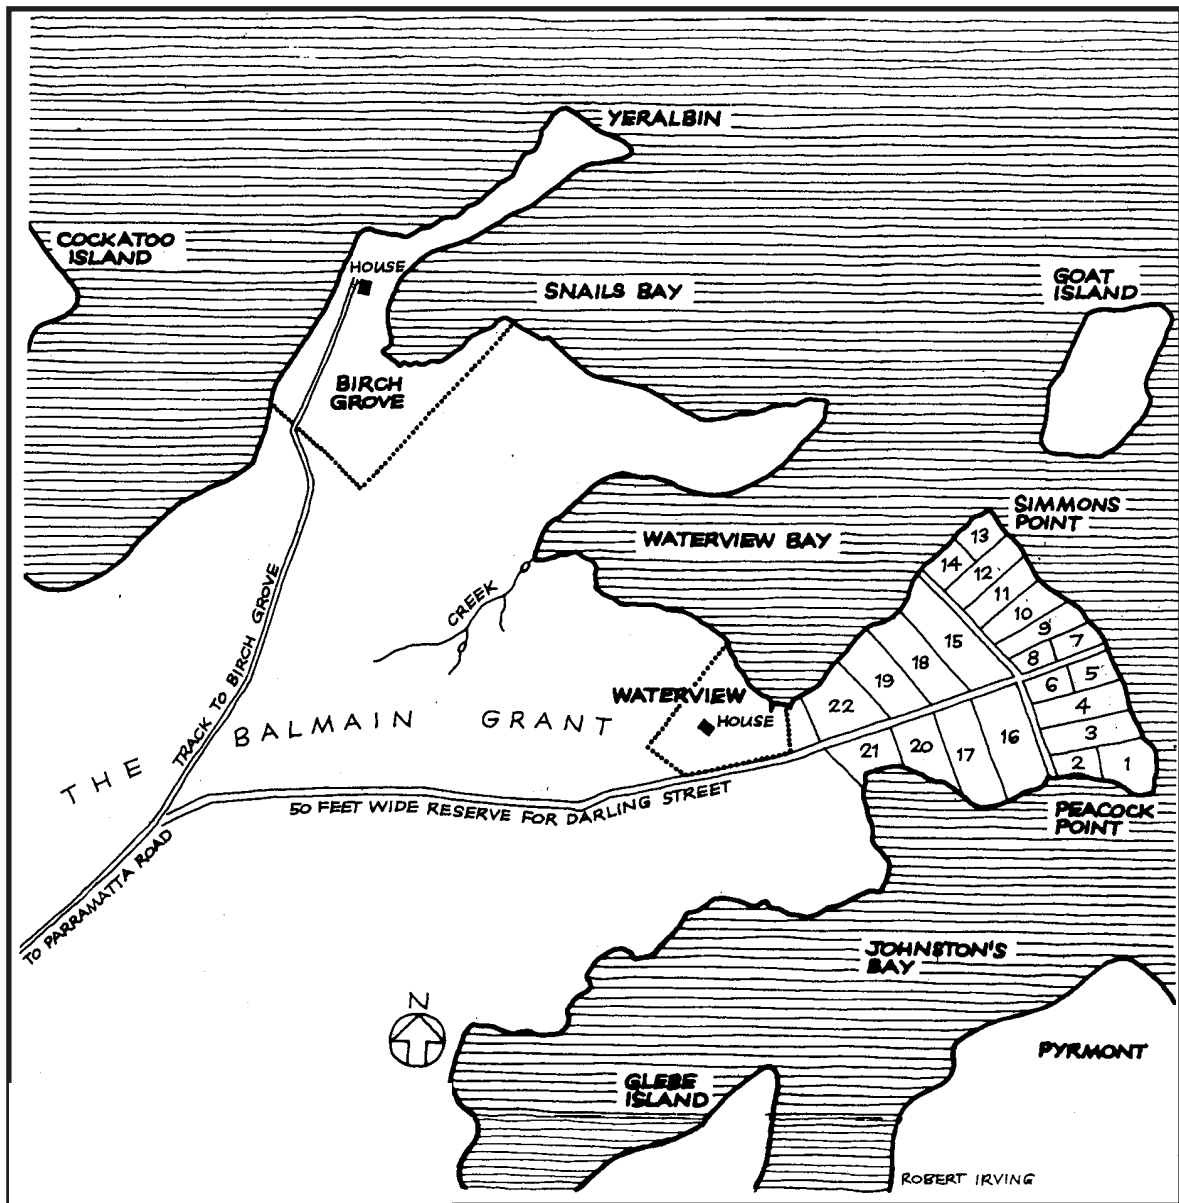 YERALBIN
COCKATOO
ISLAND
HOUSE
SNAILS BAY
GOAT
ISLAND
BIRCH
GROVE
SIMMONS
POINT
WATERVIEW BAY
13
14
12
11
10
9
8
7
15
18
19
22
6
5
4
3
2
1
16
17
20
21
CREEK
TRACK TO BIRCH GROVE
WATERVIEW
HOUSE
THE BALMAIN GRANT
50 FEET WIDE RESERVE FOR DARLING STREET
PEACOCK
POINT
TO PARRAMATTA ROAD
JOHNSTON'S
BAY
N
PYRMONT
GLEBE
ISLAND
ROBERT IRVING